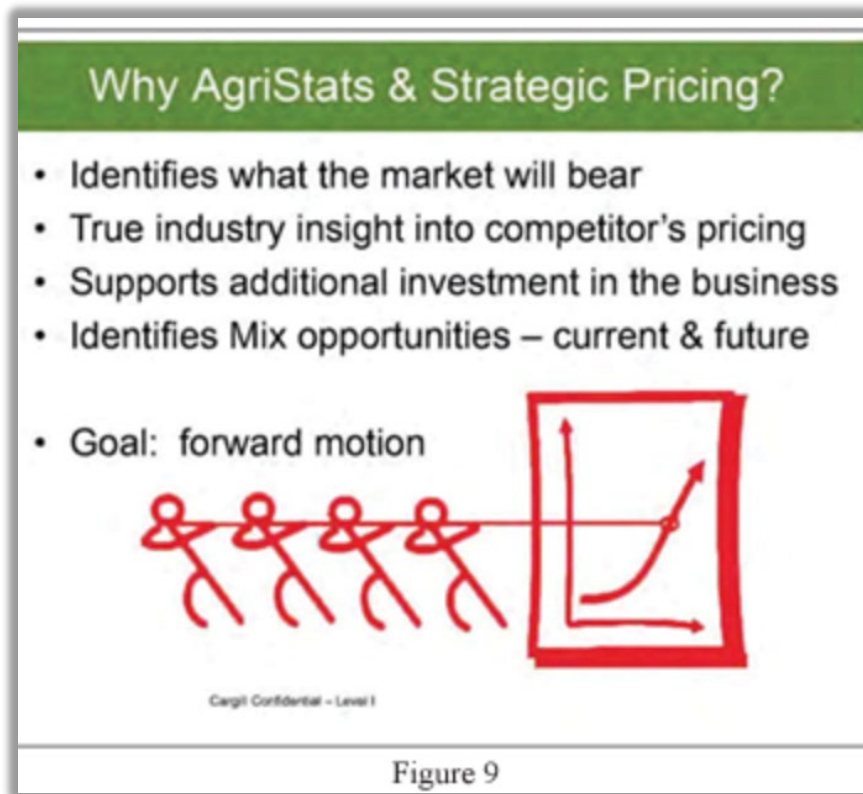 Why AgriStats & Strategic Pricing?
• Identifies what the market will bear
• True industry insight into competitor's pricing
• Supports additional investment in the business
• Identifies Mix opportunities – current & future
• Goal: forward motion
Cargill Confidential – Level I
Figure 9